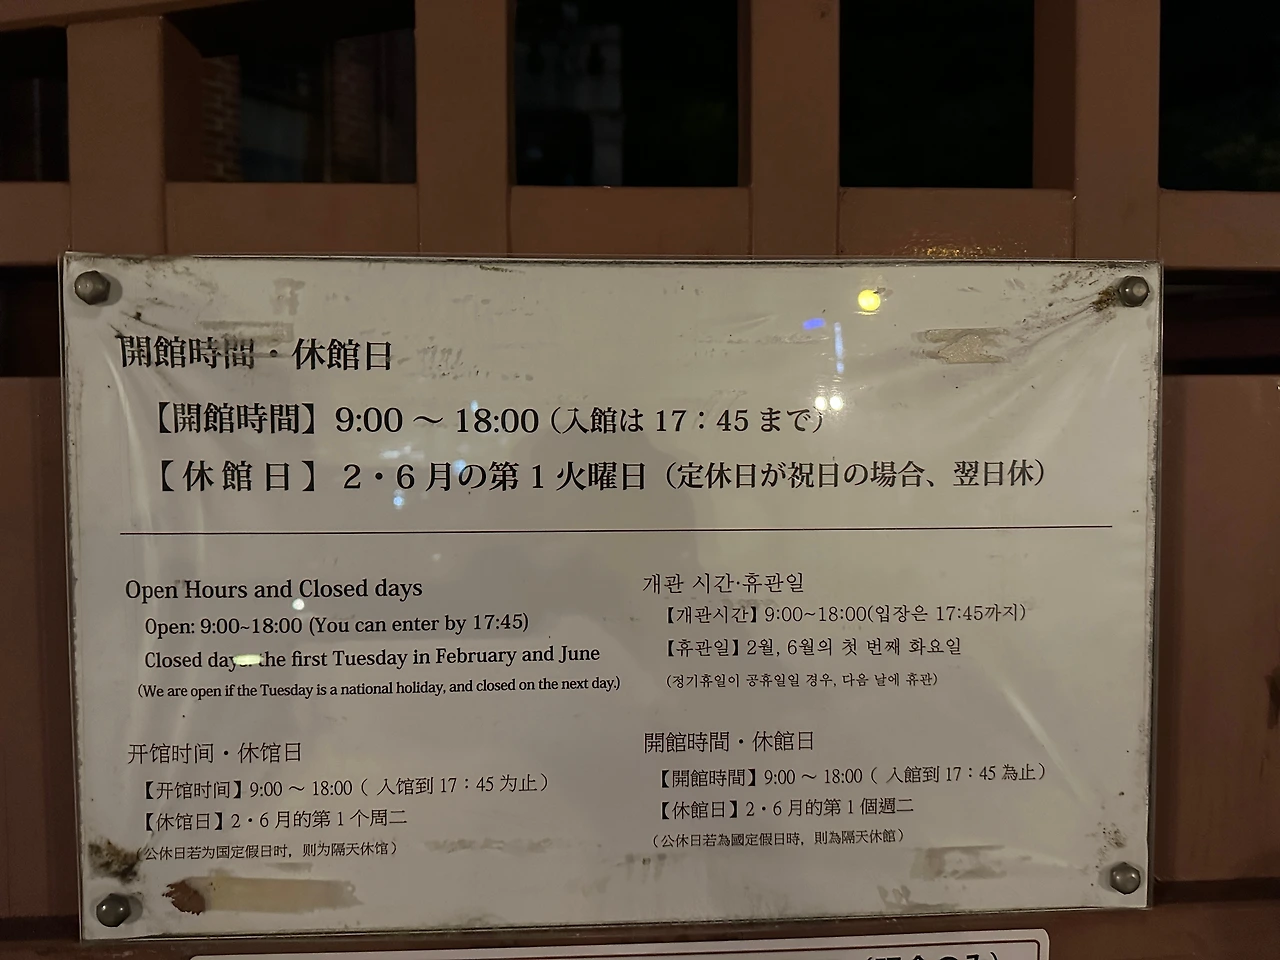 開館時間・休館日
【開館時間】9:00 ～ 18:00（入館は 17：45 まで）
【 休 館 日 】 2・6 月の第 1 火曜日（定休日が祝日の場合、翌日休）
Open Hours and Closed days
Open: 9:00~18:00 (You can enter by 17:45)
Closed days: the first Tuesday in February and June
(We are open if the Tuesday is a national holiday, and closed on the next day.)
개관 시간·휴관일
【개관시간】9:00~18:00(입장은 17:45까지)
【휴관일】2월, 6월의 첫 번째 화요일
(정기휴일이 공휴일일 경우, 다음 날에 휴관)
开馆时间・休馆日
【开馆时间】9:00 ～ 18:00（ 入馆到 17：45 为止）
【休馆日】2・6 月的第 1 个周二
（公休日若为国定假日时，则为隔天休馆）
開館時間・休館日
【開館時間】9:00 ～ 18:00（ 入館到 17：45 為止）
【休館日】2・6 月的第 1 個週二
（公休日若為國定假日時，則為隔天休館）